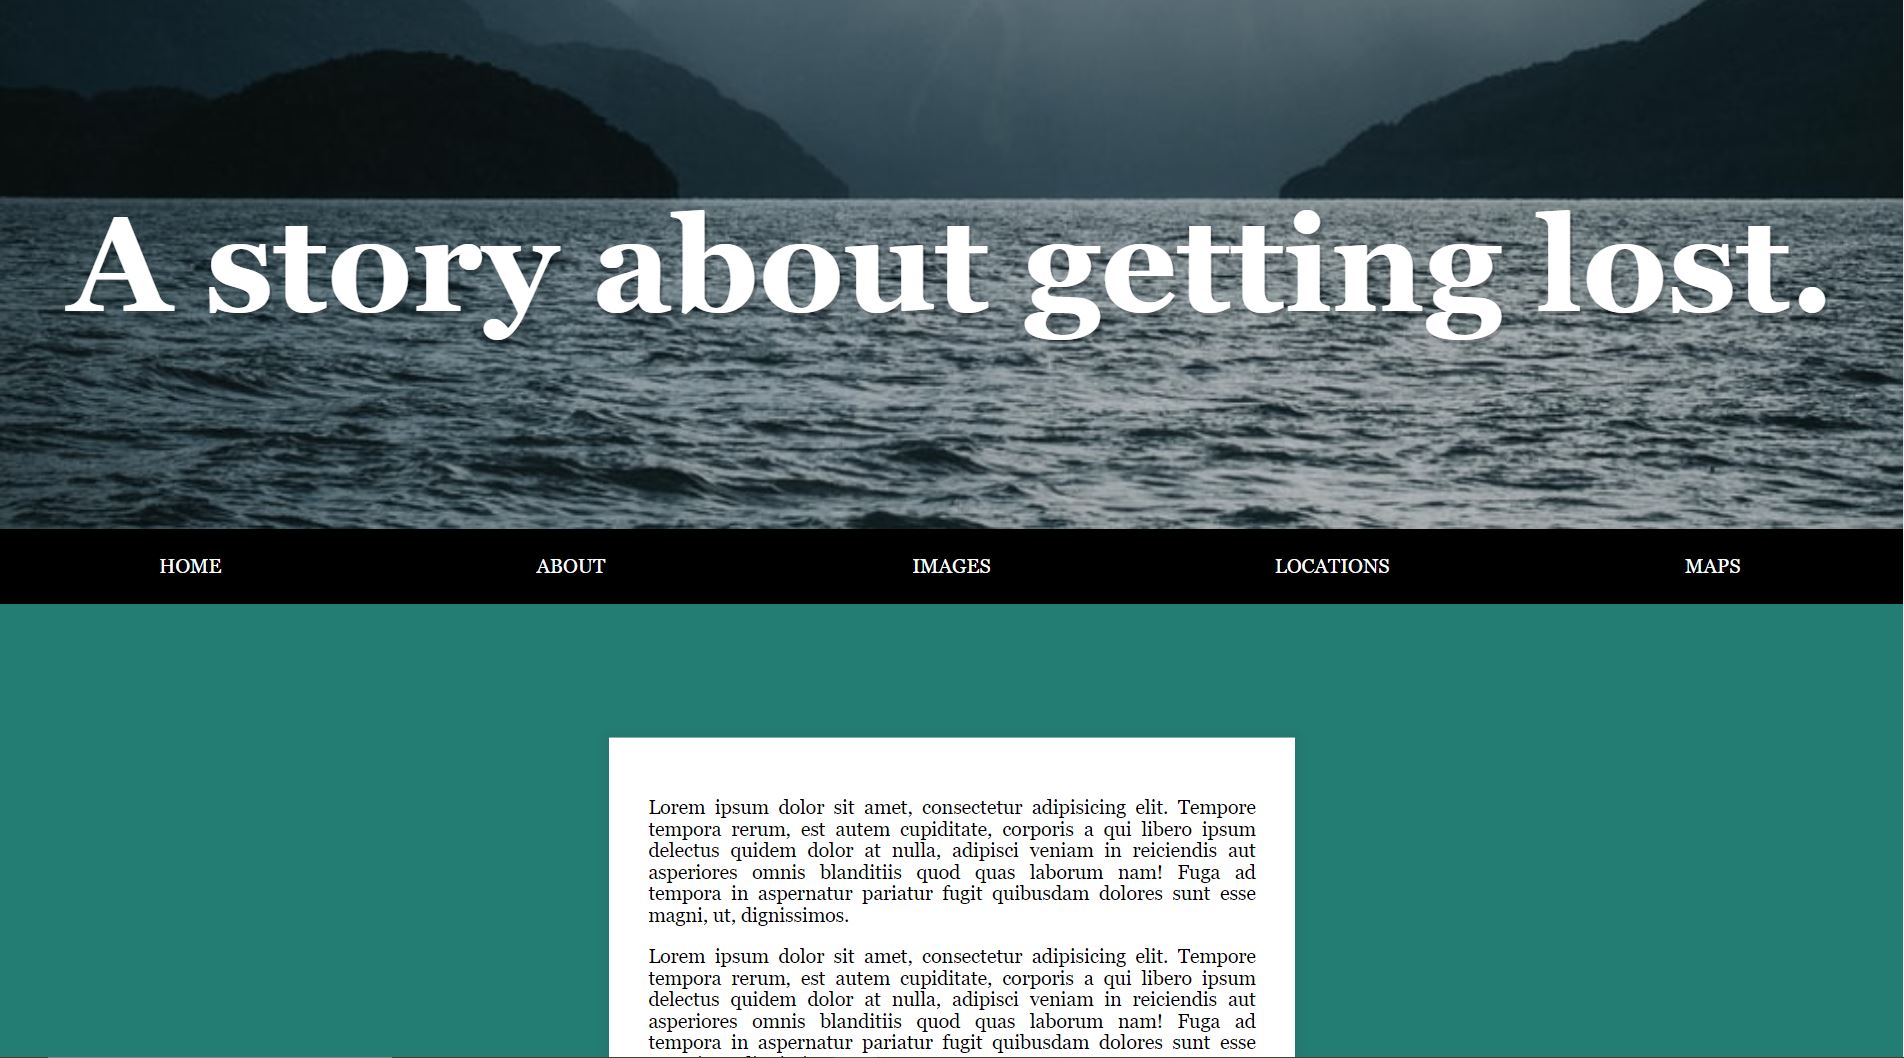 A story about getting lost.
HOME
ABOUT
IMAGES
LOCATIONS
MAPS
Lorem ipsum dolor sit amet, consectetur adipisicing elit. Tempore
tempora rerum, est autem cupiditate, corporis a qui libero ipsum
delectus quidem dolor at nulla, adipisci veniam in reiciendis aut
asperiores omnis blanditiis quod quas laborum nam! Fuga ad
tempora in aspernatur pariatur fugit quibusdam dolores sunt esse
magni, ut, dignissimos.
Lorem ipsum dolor sit amet, consectetur adipisicing elit. Tempore
tempora rerum, est autem cupiditate, corporis a qui libero ipsum
delectus quidem dolor at nulla, adipisci veniam in reiciendis aut
asperiores omnis blanditiis quod quas laborum nam! Fuga ad
tempora in aspernatur pariatur fugit quibusdam dolores sunt esse